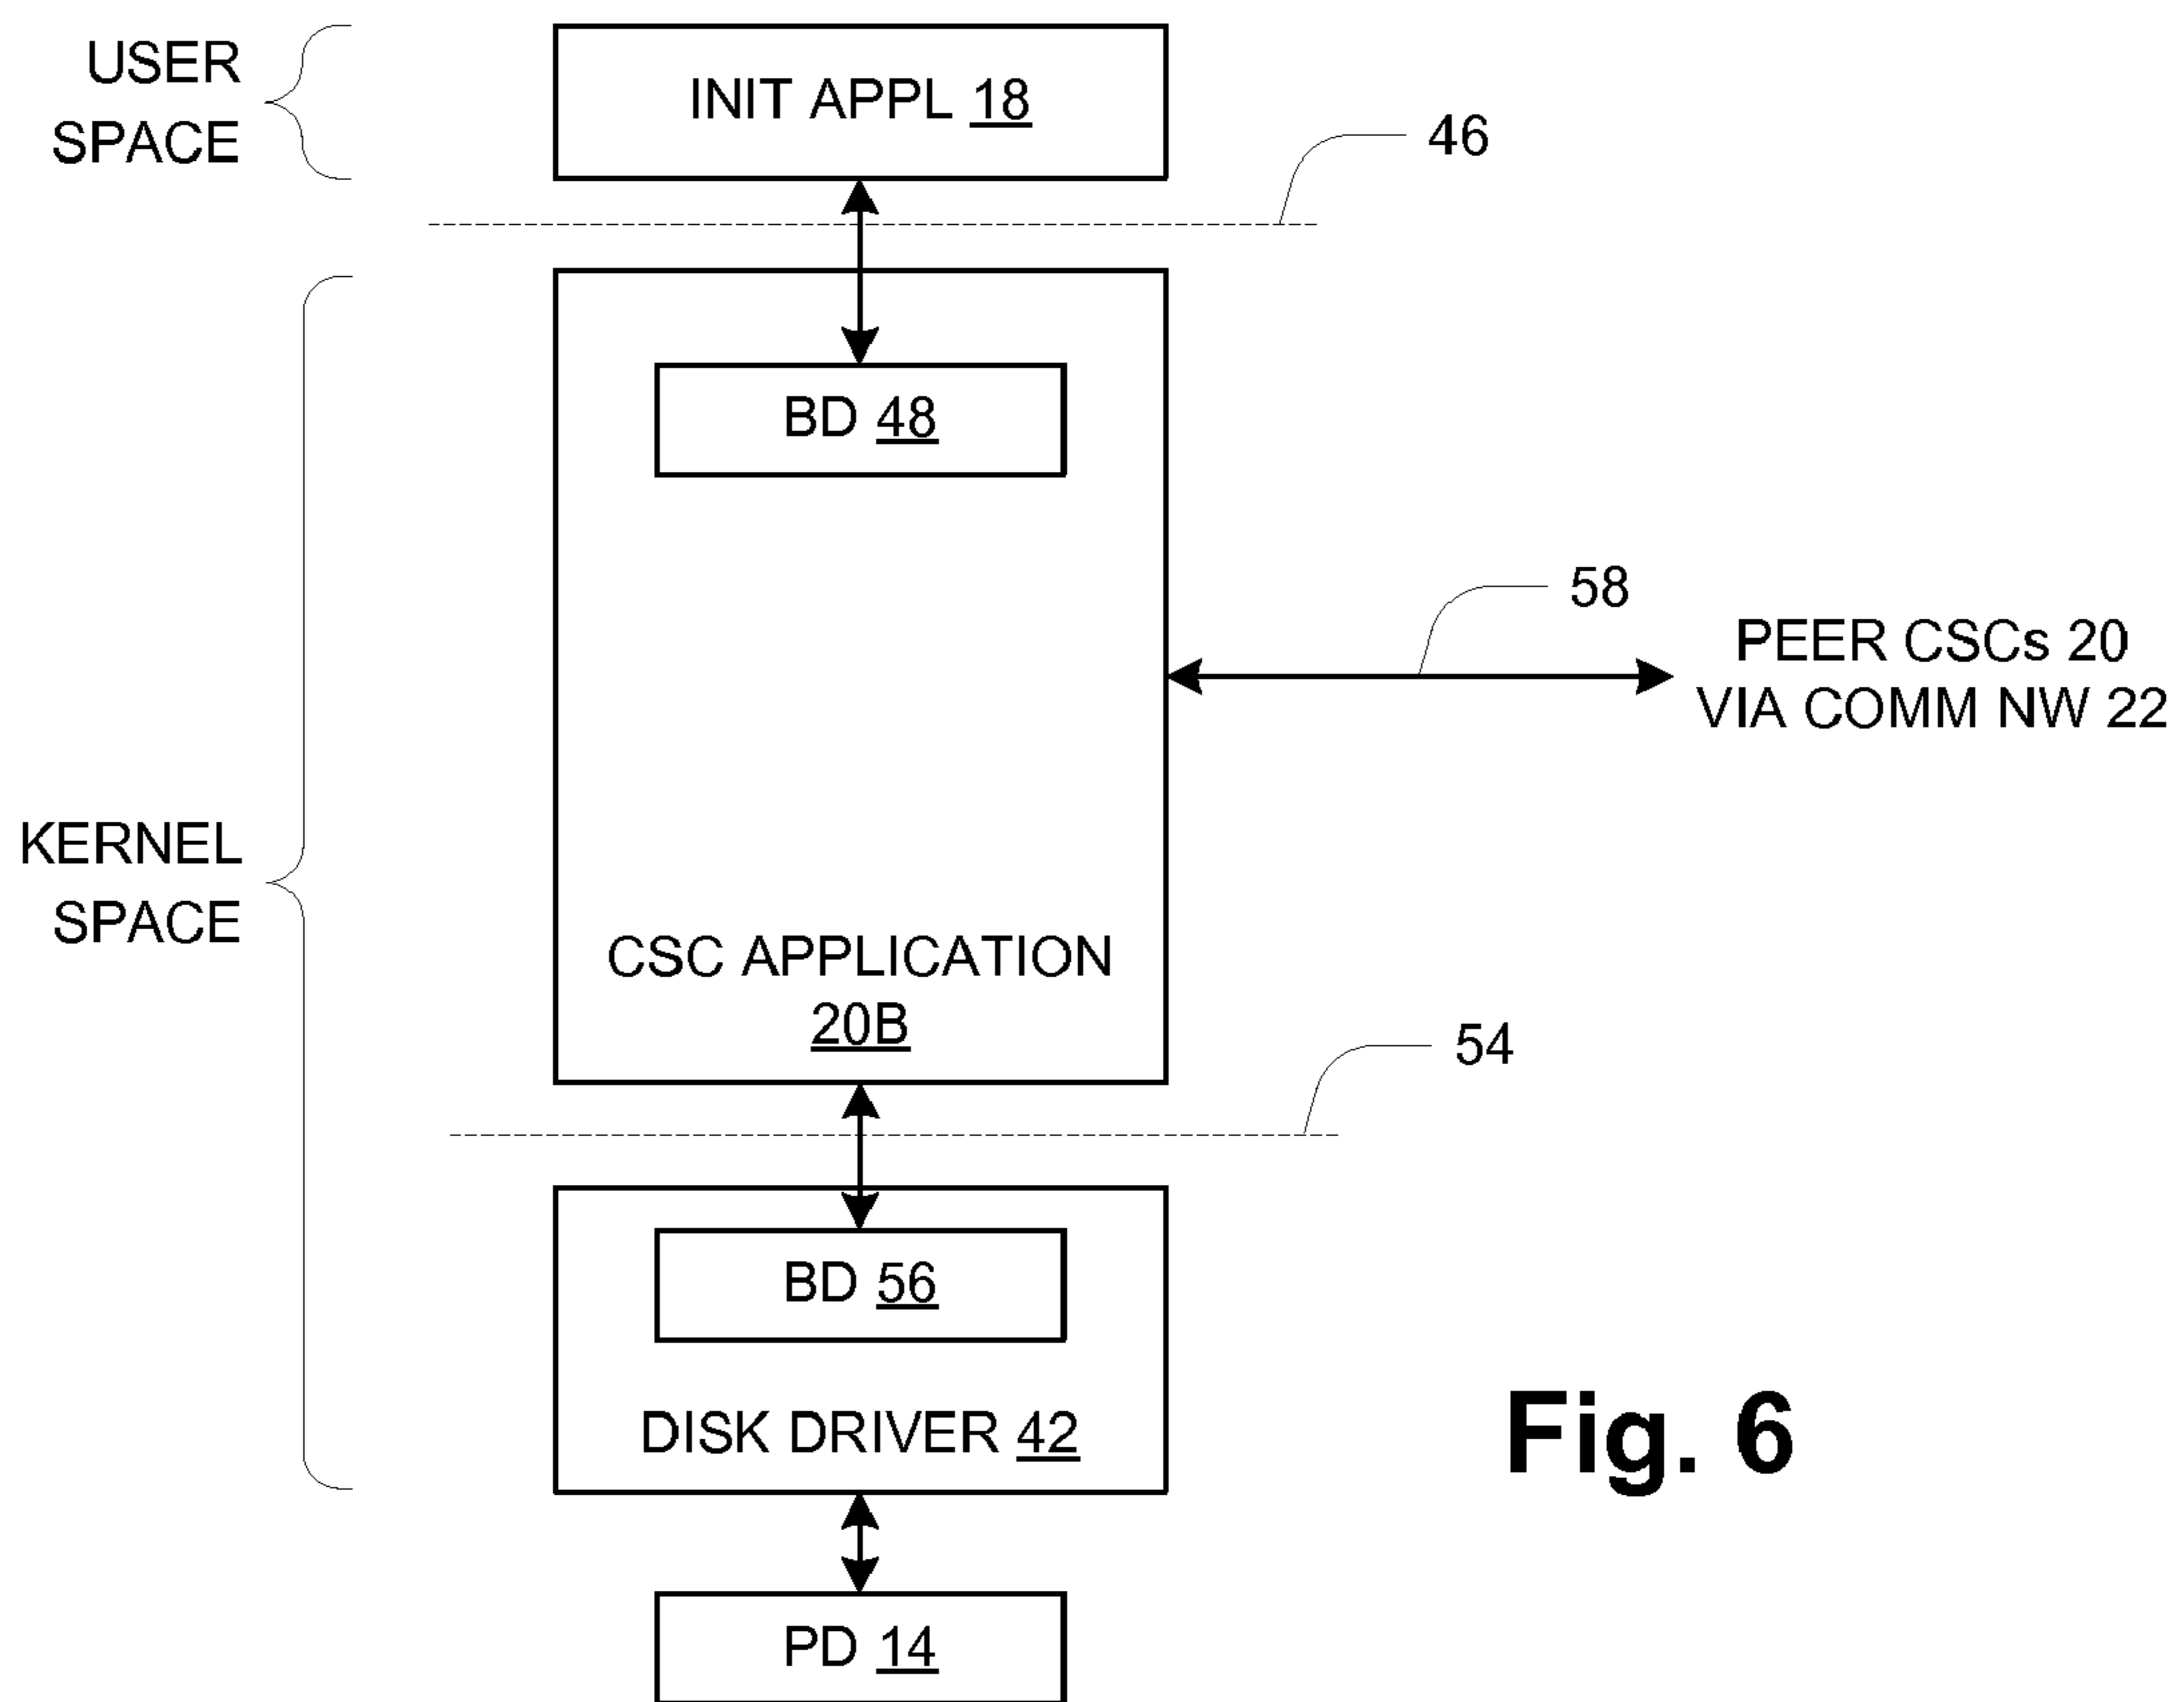 USER
SPACE
INIT APPL 18
46
BD 48
58
PEER CSCs 20
VIA COMM NW 22
KERNEL
SPACE
CSC APPLICATION
20B
54
BD 56
DISK DRIVER 42
Fig. 6
PD 14